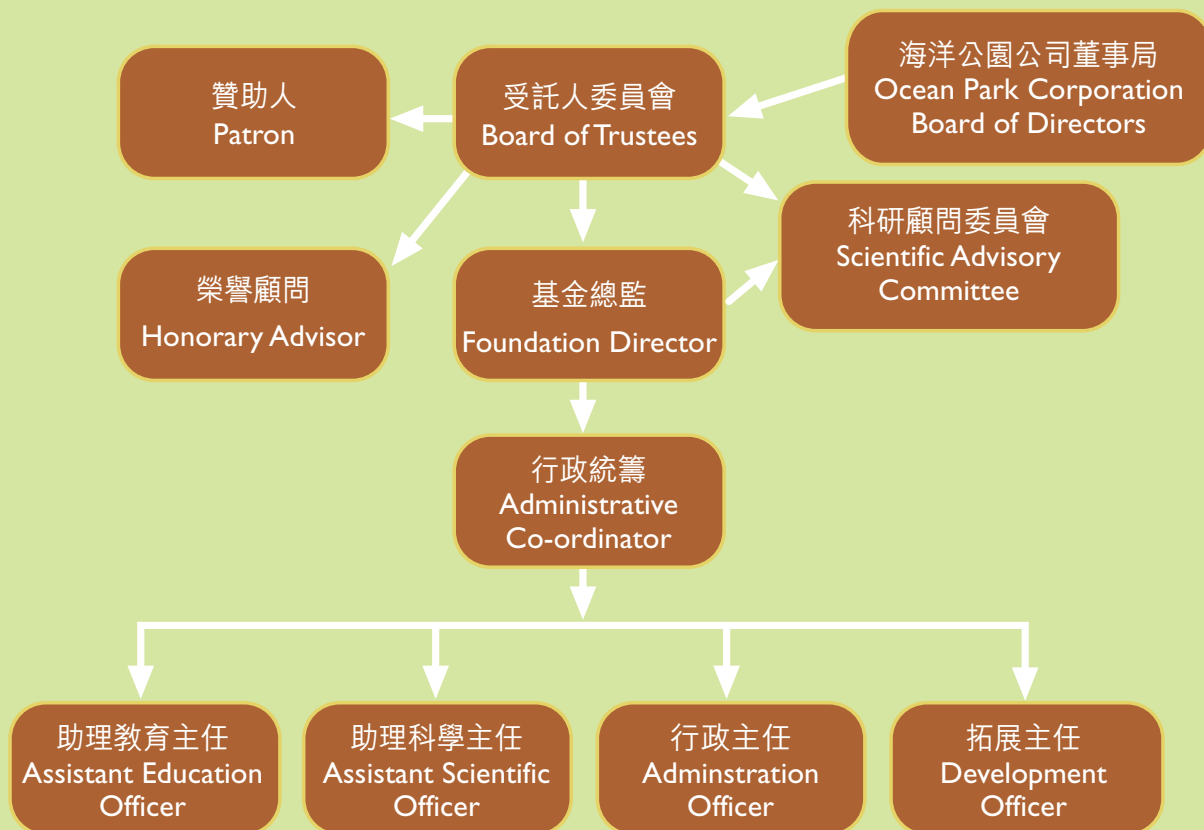 海洋公園公司董事局
Ocean Park Corporation
Board of Directors
贊助人
Patron
受託人委員會
Board of Trustees
科研顧問委員會
Scientific Advisory
Committee
榮譽顧問
Honorary Advisor
基金總監
Foundation Director
行政統籌
Administrative
Co-ordinator
助理教育主任
Assistant Education
Officer
助理科學主任
Assistant Scientific
Officer
行政主任
Adminstration
Officer
拓展主任
Development
Officer